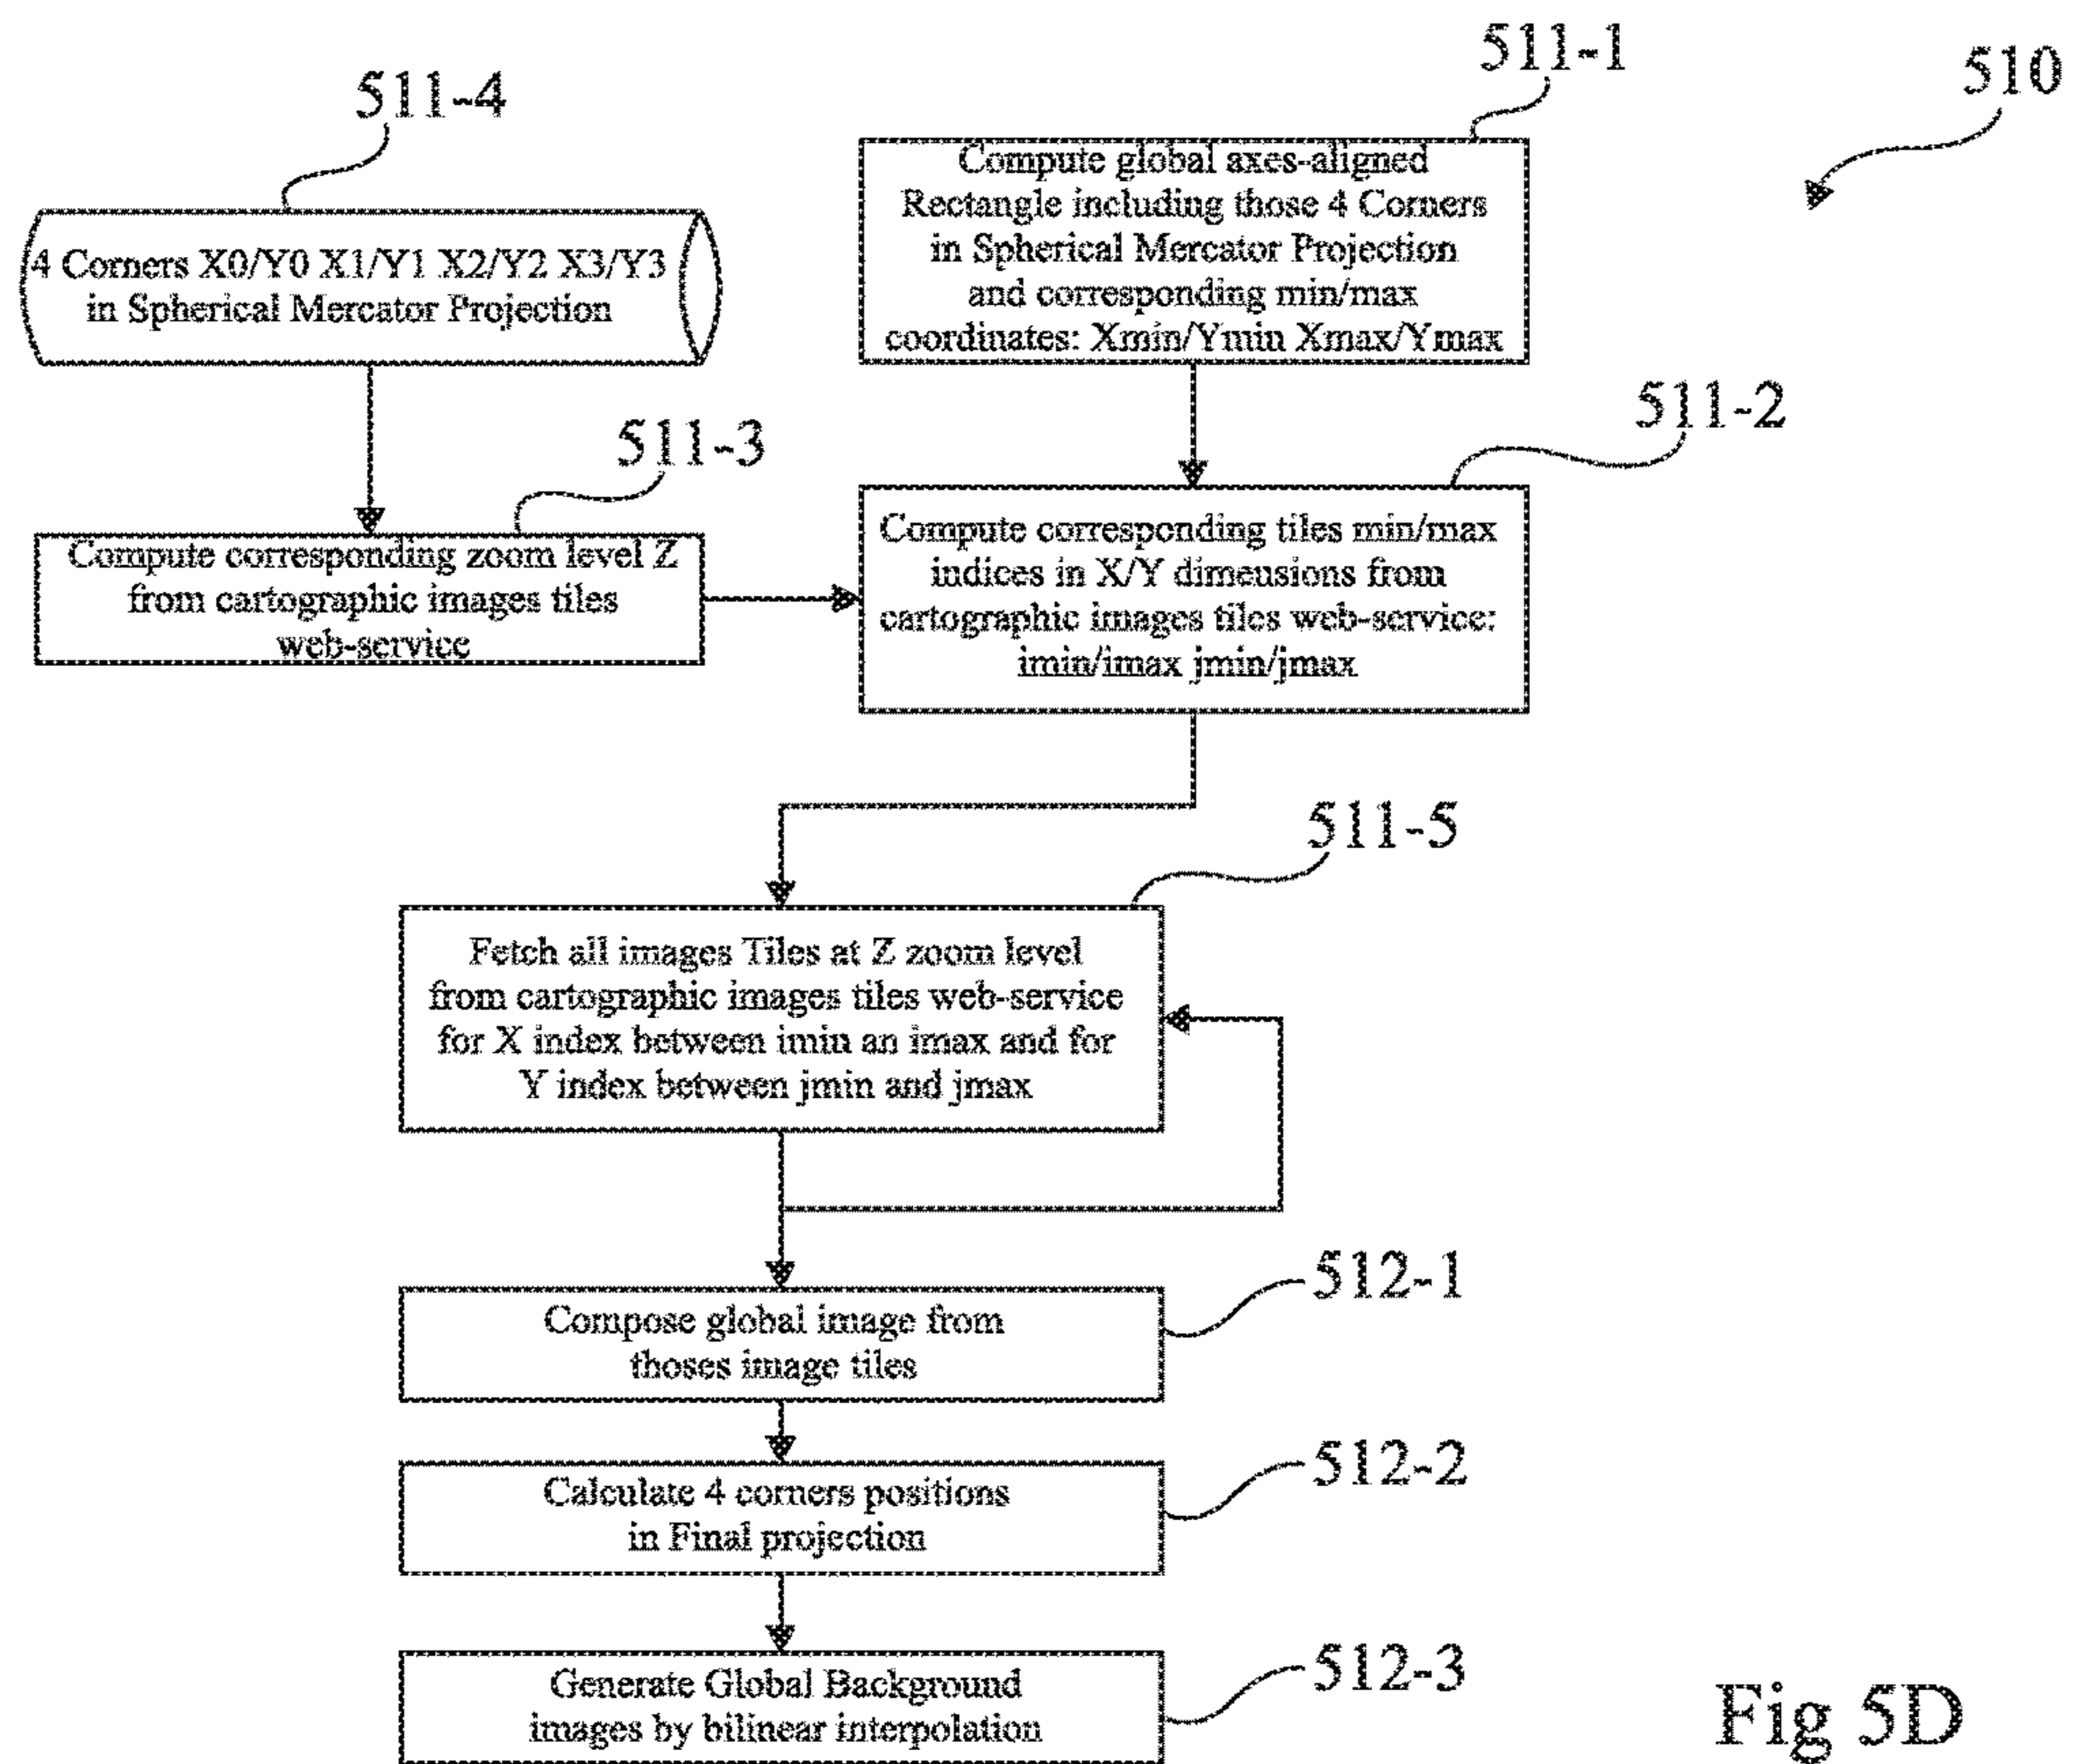 511-1
510
511-4
Compute global axes-aligned
Rectangle including those 4 Corners
in Spherical Mercator Projection
and corresponding min/max
coordinates: Xmin/Ymin Xmax/Ymax
4 Corners X0/Y0 X1/Y1 X2/Y2 X3/Y3
in Spherical Mercator Projection
511-2
511-3
Compute corresponding zoom level Z
from cartographic images tiles
web-service
Compute corresponding tiles min/max
indices in X/Y dimensions from
cartographic images tiles web-service:
imin/imax jmin/jmax
511-5
Fetch all images Tiles at Z zoom level
from cartographic images tiles web-service
for X index between imin an imax and for
Y index between jmin and jmax
512-1
Compose global image from
thoses image tiles
512-2
Calculate 4 corners positions
in Final projection
512-3
Generate Global Background
images by bilinear interpolation
Fig 5D